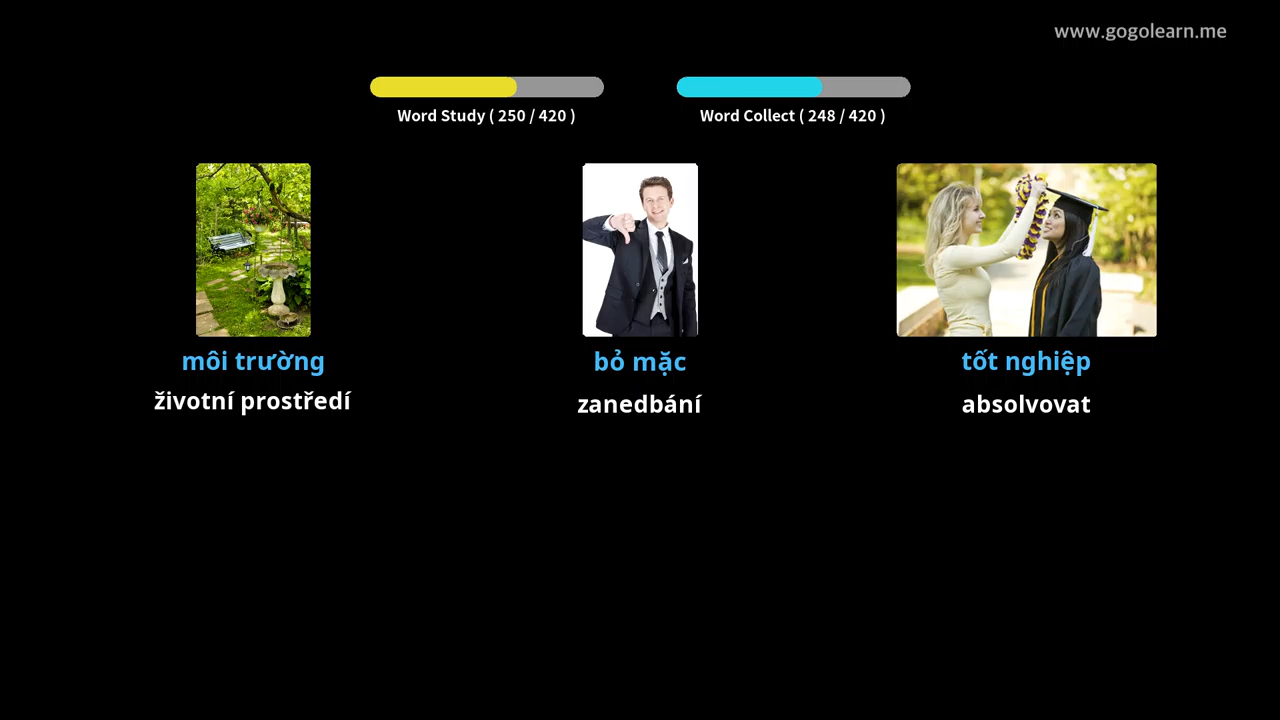 www.gogolearn.me
Word Study ( 250 / 420 )
Word Collect ( 248 / 420 )
môi trường
bỏ mặc
tốt nghiệp
životní prostředí
zanedbání
absolvovat